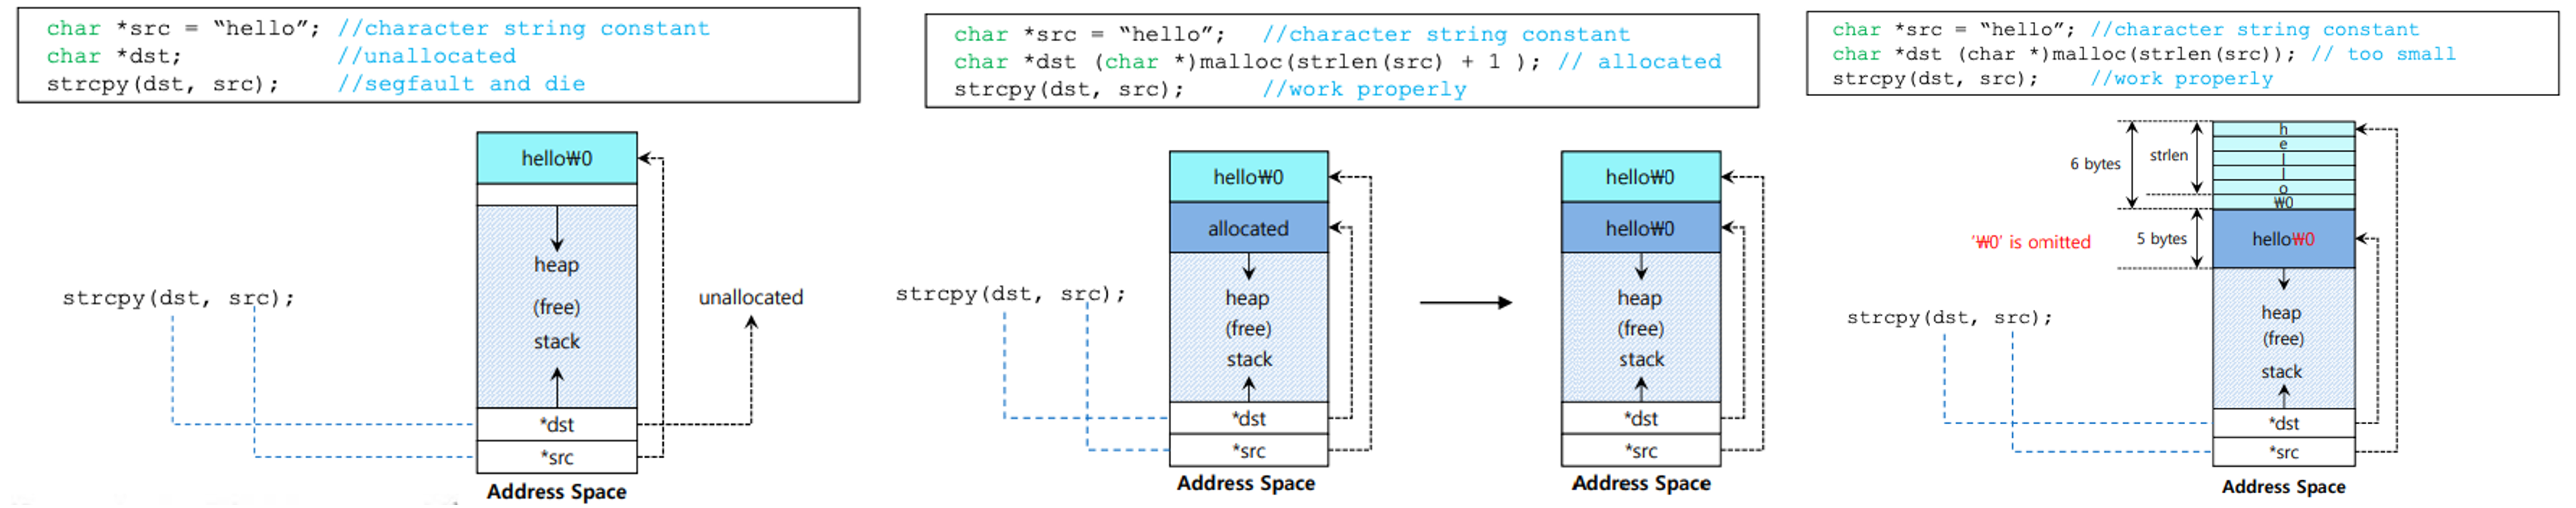 char *src = “hello”; //character string constant
char *dst; //unallocated
strcpy(dst, src); //segfault and die
hello₩0
heap
(free)
stack
strcpy(dst, src);
unallocated
*dst
*src
Address Space
char *src = “hello”; //character string constant
char *dst (char *)malloc(strlen(src) + 1 ); // allocated
strcpy(dst, src); //work properly
hello₩0
allocated
heap
(free)
stack
strcpy(dst, src);
*dst
*src
Address Space
hello₩0
hello₩0
heap
(free)
stack
*dst
*src
Address Space
char *src = “hello”; //character string constant
char *dst (char *)malloc(strlen(src)); // too small
strcpy(dst, src); //work properly
6 bytes
strlen
h
e
l
l
o
₩0
'₩0' is omitted
5 bytes
hello₩0
heap
(free)
stack
strcpy(dst, src);
*dst
*src
Address Space